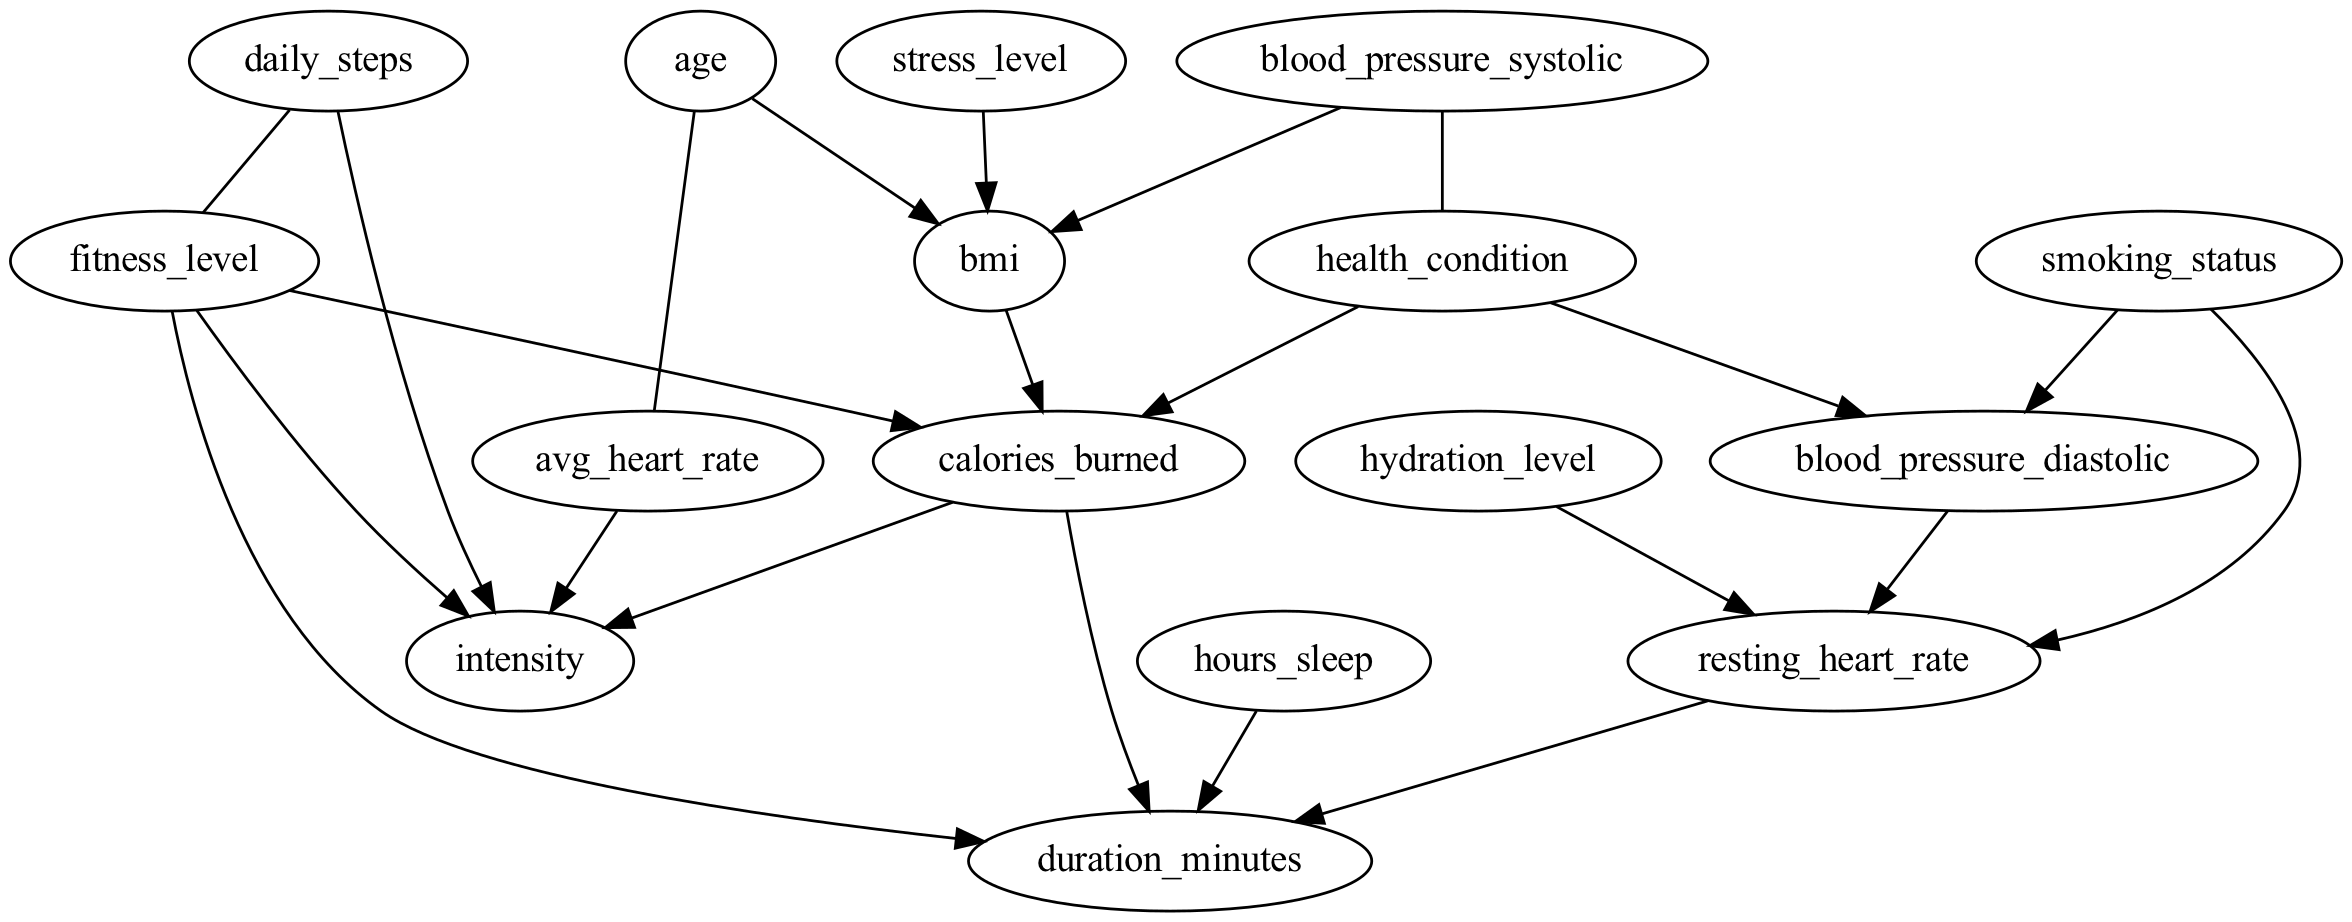 daily_steps
age
stress_level
blood_pressure_systolic
fitness_level
bmi
health_condition
smoking_status
avg_heart_rate
calories_burned
hydration_level
blood_pressure_diastolic
intensity
hours_sleep
resting_heart_rate
duration_minutes